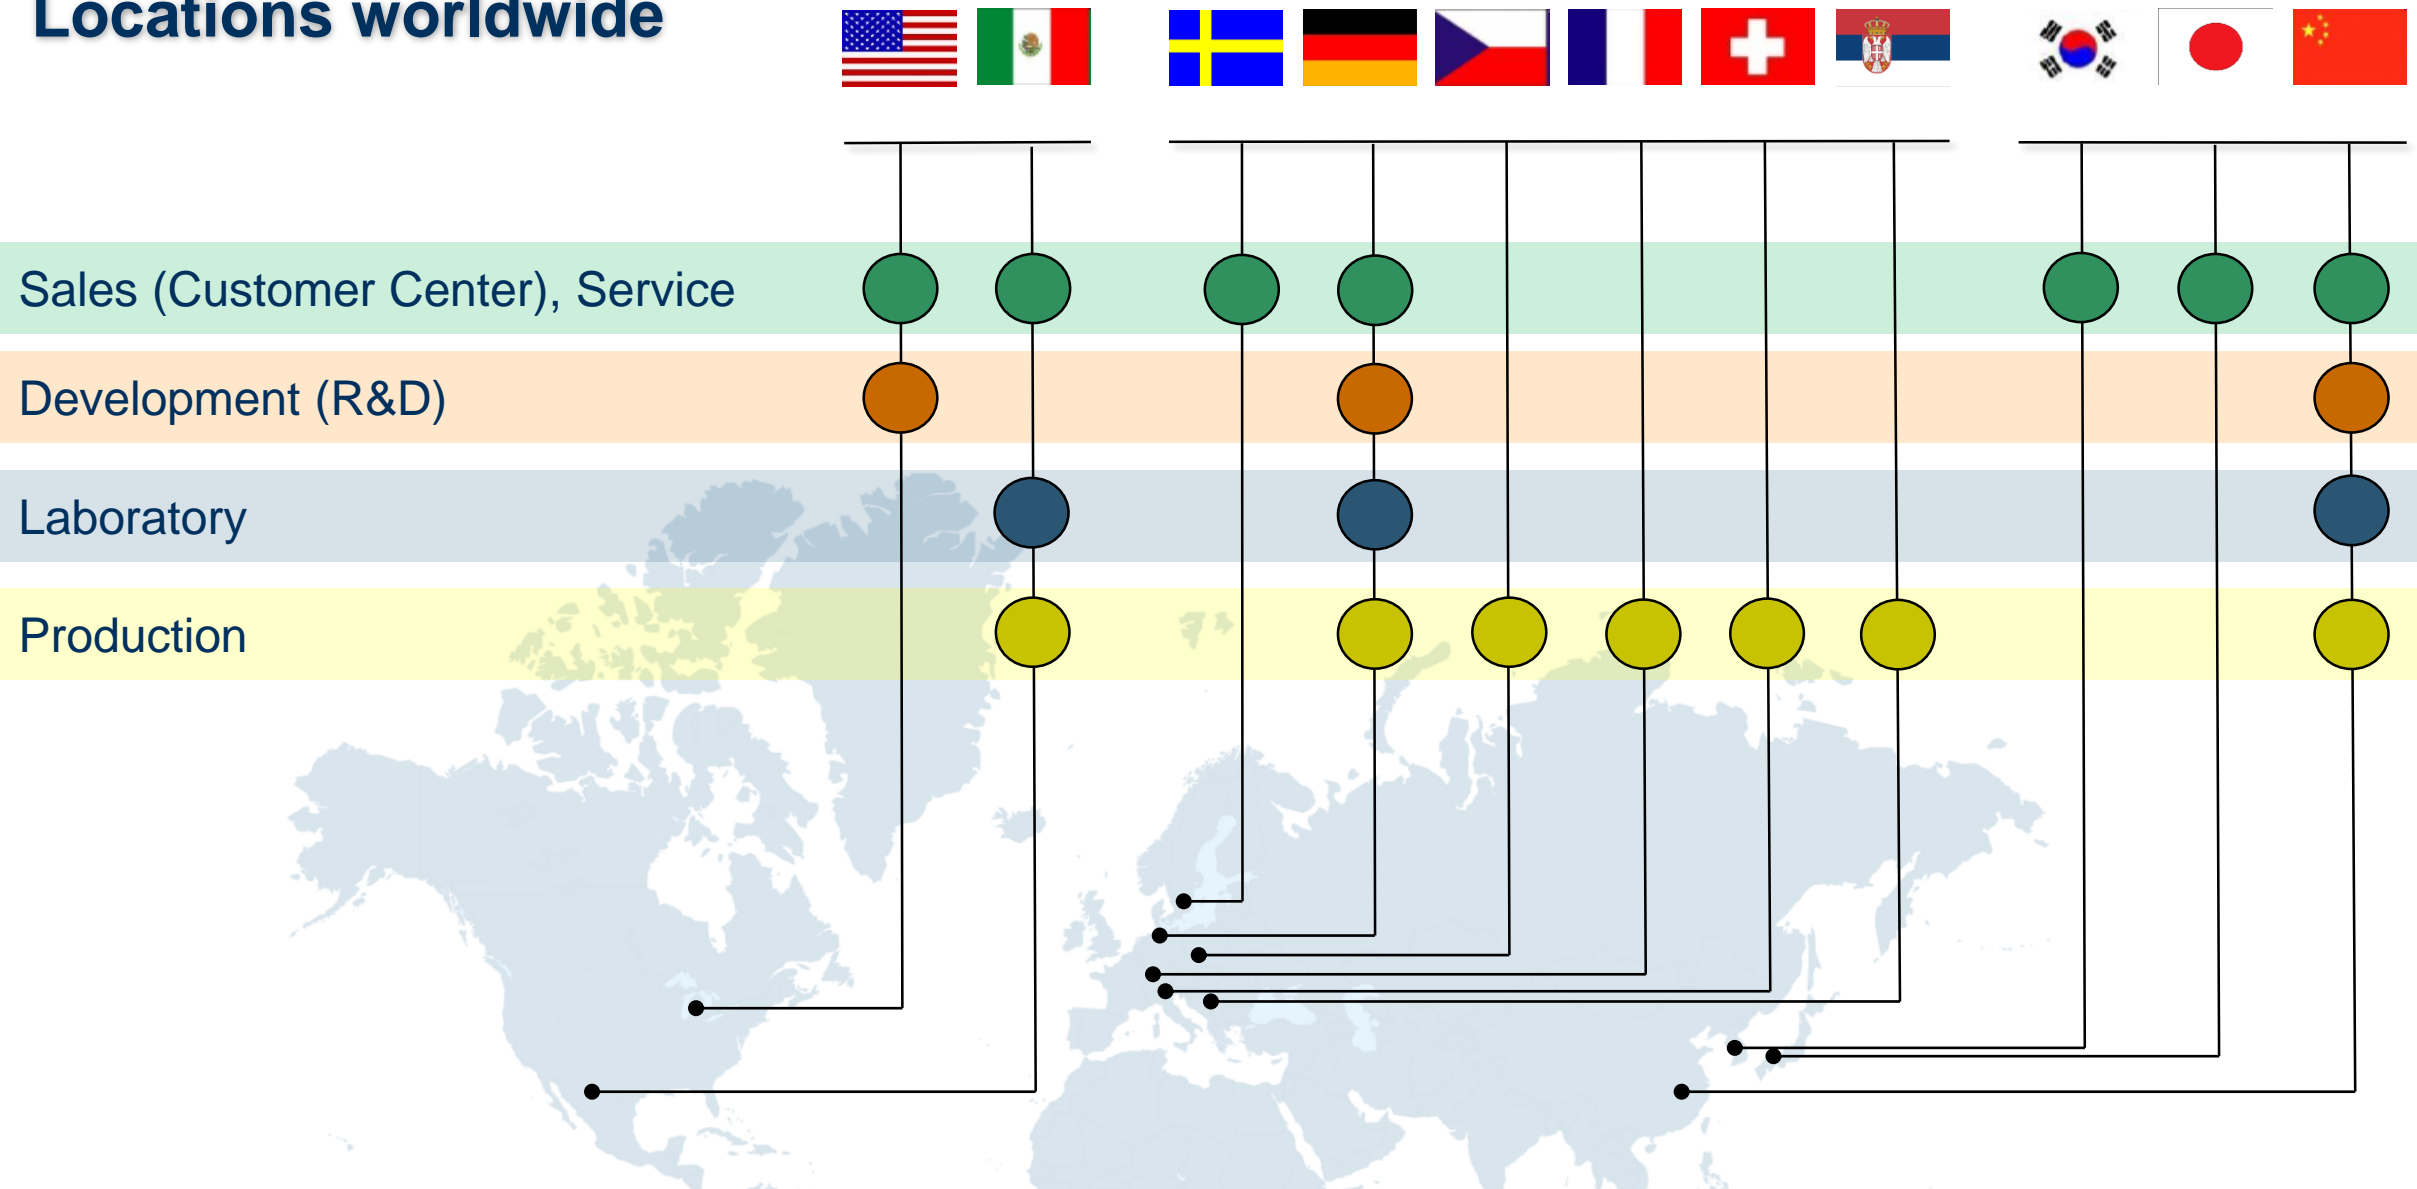 Locations worldwide
Sales (Customer Center), Service
Development (R&D)
Laboratory
Production